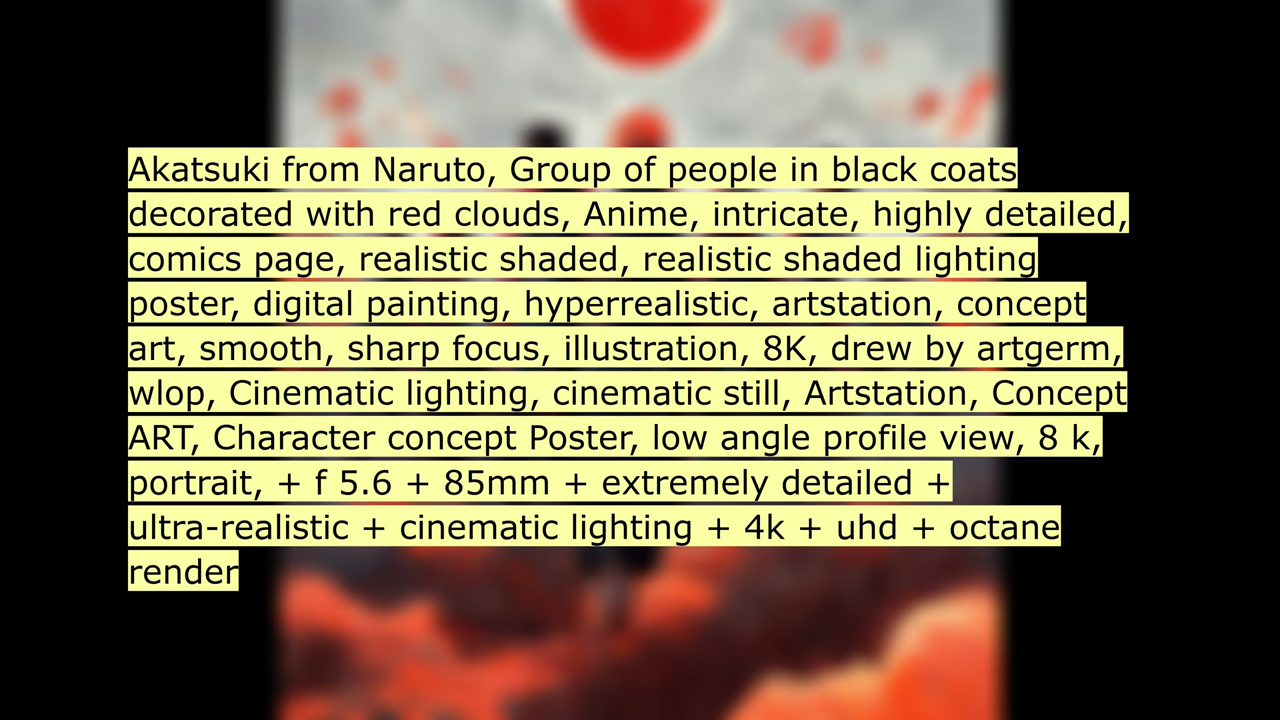 Akatsuki from Naruto, Group of people in black coats
decorated with red clouds, Anime, intricate, highly detailed,
comics page, realistic shaded, realistic shaded lighting
poster, digital painting, hyperrealistic, artstation, concept
art, smooth, sharp focus, illustration, 8K, drew by artgerm,
wlop, Cinematic lighting, cinematic still, Artstation, Concept
ART, Character concept Poster, low angle profile view, 8 k,
portrait, + f 5.6 + 85mm + extremely detailed +
ultra-realistic + cinematic lighting + 4k + uhd + octane
render